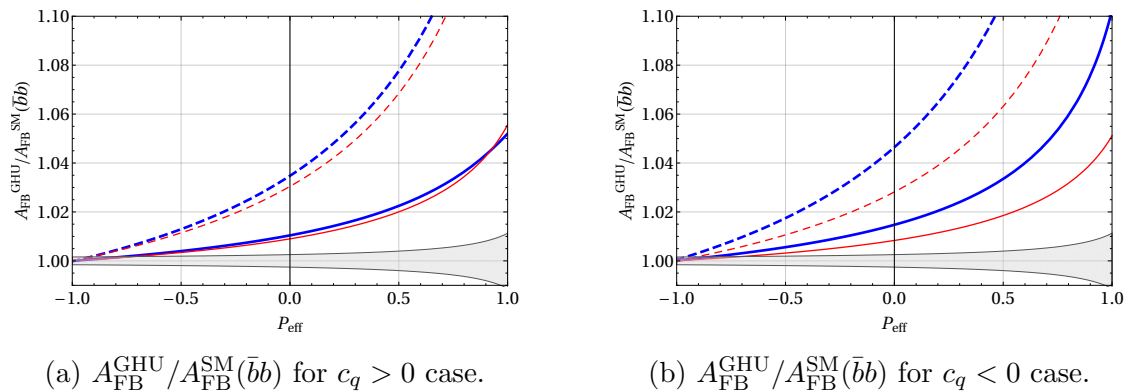 1.10
1.08
1.06
1.04
1.02
1.00
A_FB^GHU/A_FB^SM(b̄b)
−1.0 −0.5 0.0 0.5 1.0
P_eff
(a) A_FB^GHU/A_FB^SM(b̄b) for c_q > 0 case.
1.10
1.08
1.06
1.04
1.02
1.00
A_FB^GHU/A_FB^SM(b̄b)
−1.0 −0.5 0.0 0.5 1.0
P_eff
(b) A_FB^GHU/A_FB^SM(b̄b) for c_q < 0 case.